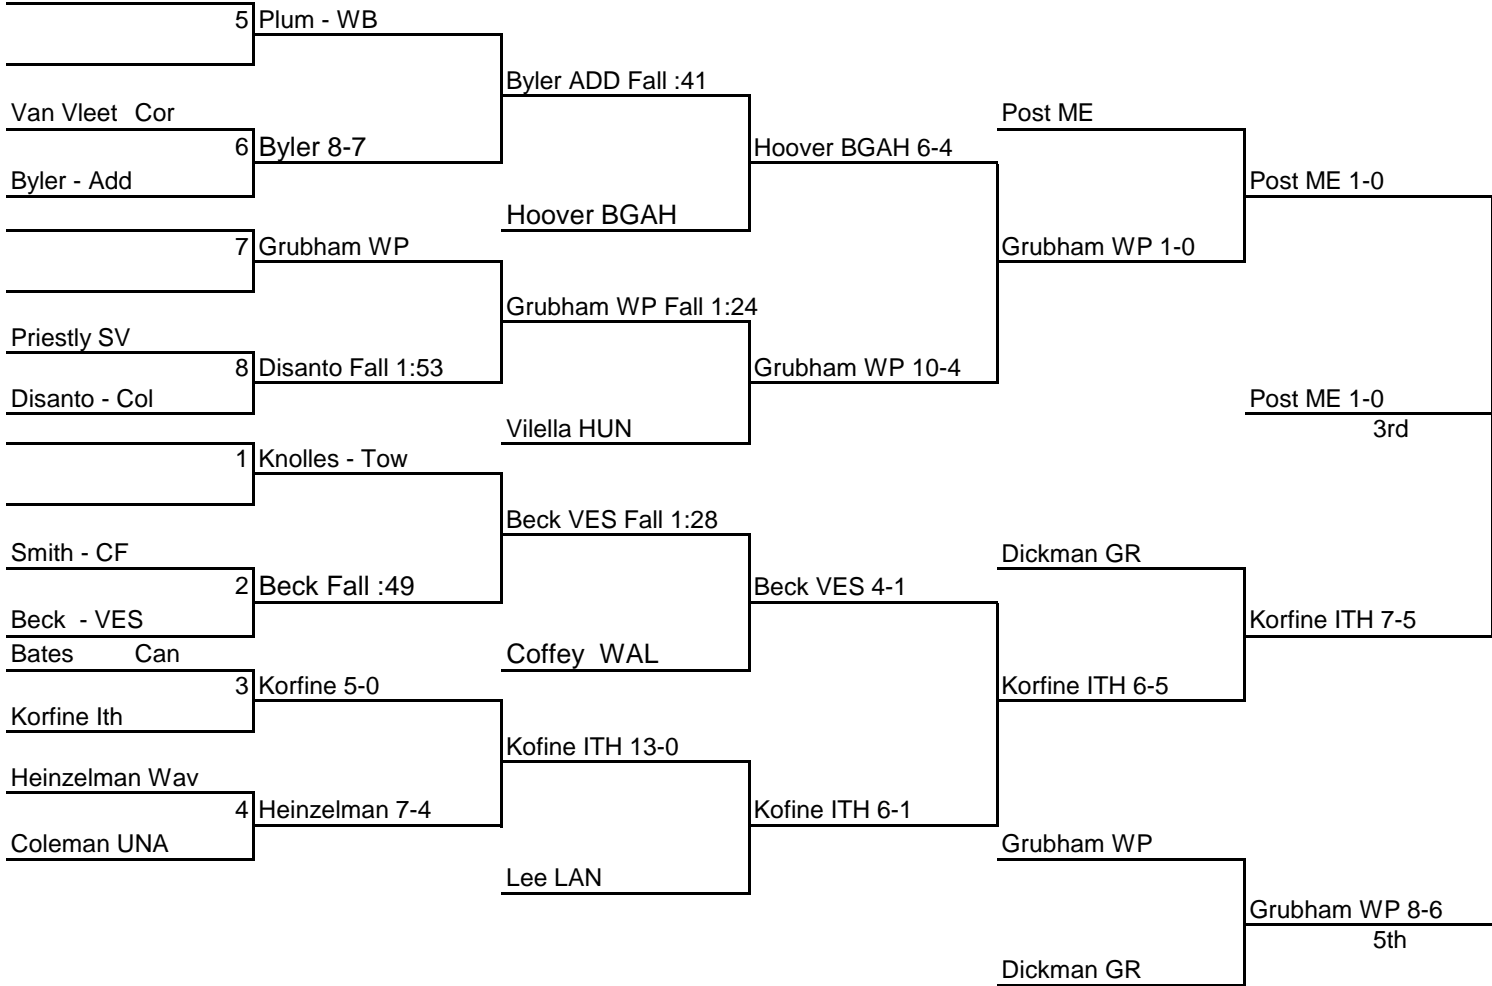 5 Plum - WB
Byler ADD Fall :41
Van Vleet Cor
Post ME
6 Byler 8-7
Hoover BGAH 6-4
Byler - Add
Post ME 1-0
Hoover BGAH
7 Grubham WP
Grubham WP 1-0
Grubham WP Fall 1:24
Priestly SV
8 Disanto Fall 1:53
Grubham WP 10-4
Disanto - Col
Post ME 1-0
Vilella HUN
3rd
1 Knolles - Tow
Beck VES Fall 1:28
Smith - CF
Dickman GR
2 Beck Fall :49
Beck VES 4-1
Beck - VES
Korfine ITH 7-5
Bates Can
Coffey WAL
3 Korfine 5-0
Korfine ITH 6-5
Korfine Ith
Kofine ITH 13-0
Heinzelman Wav
4 Heinzelman 7-4
Kofine ITH 6-1
Coleman UNA
Grubham WP
Lee LAN
Grubham WP 8-6
5th
Dickman GR